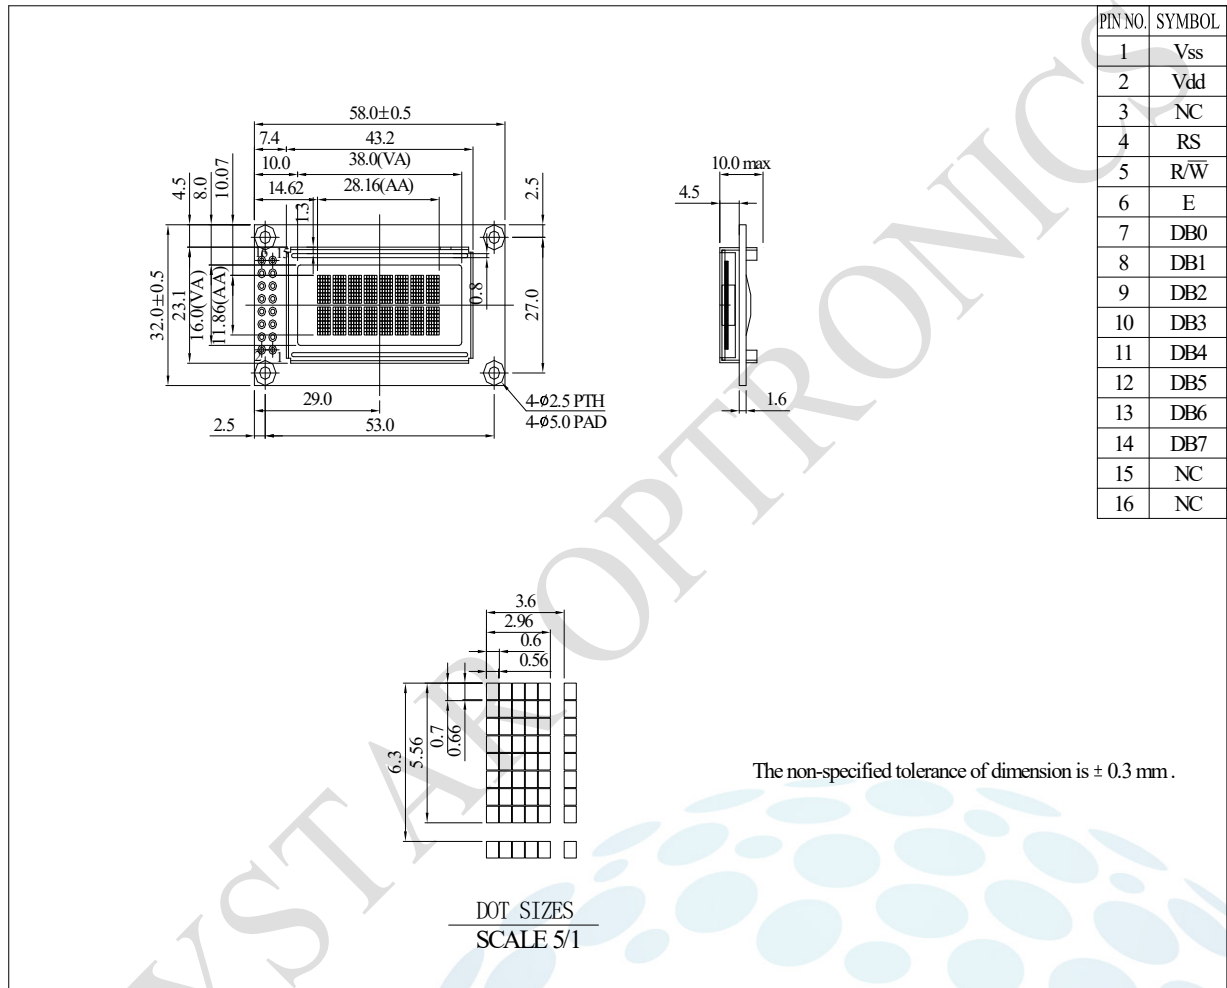 PIN NO. SYMBOL
1 Vss
2 Vdd
3 NC
4 RS
5 R/W̅
6 E
7 DB0
8 DB1
9 DB2
10 DB3
11 DB4
12 DB5
13 DB6
14 DB7
15 NC
16 NC
58.0±0.5
7.4 43.2
10.0 38.0(VA)
14.62 28.16(AA)
4.5
8.0
10.07
1.3
2.5
32.0±0.5
23.1
16.0(VA)
11.86(AA)
16 15
2 1
0.8
27.0
29.0
2.5 53.0
4-ø2.5 PTH
4-ø5.0 PAD
10.0 max
4.5
1.6
3.6
2.96
0.6
0.56
6.3
5.56
0.7
0.66
The non-specified tolerance of dimension is ± 0.3 mm .
DOT SIZES
SCALE 5/1
YSTAR OPTRONICS